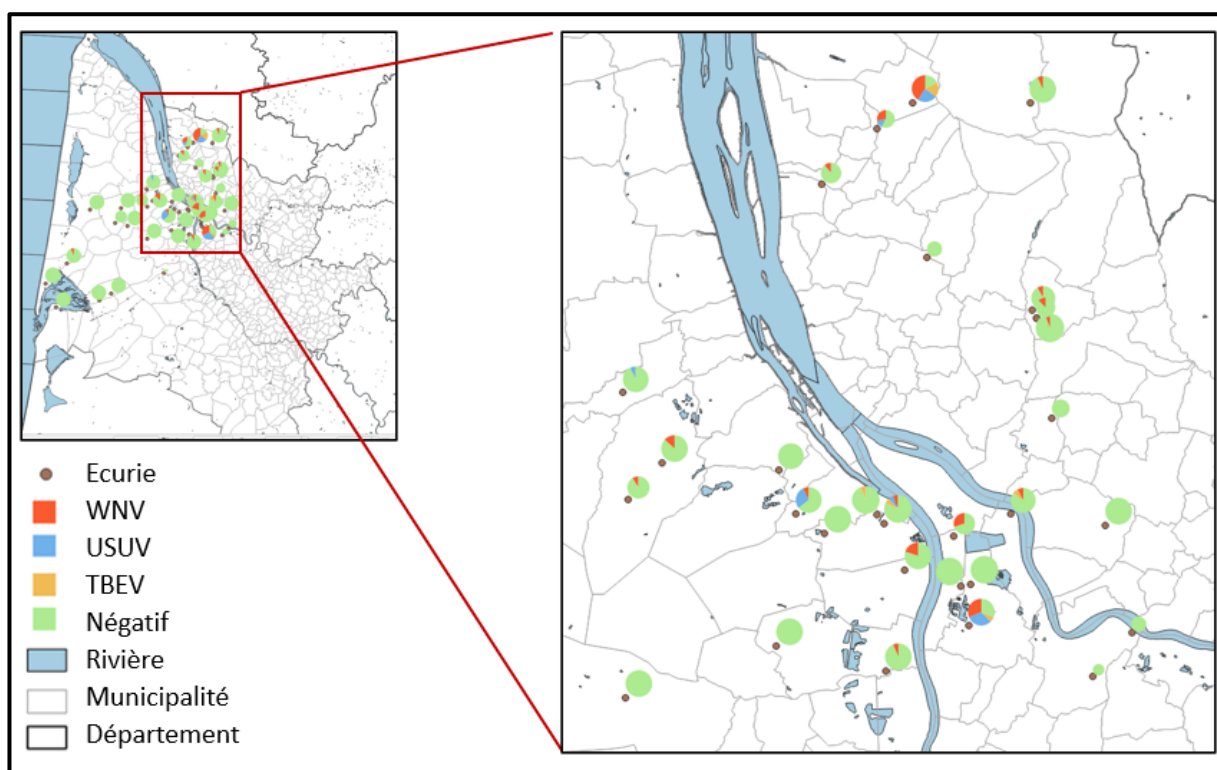 Ecurie
WNV
USUV
TBEV
Négatif
Rivière
Municipalité
Département